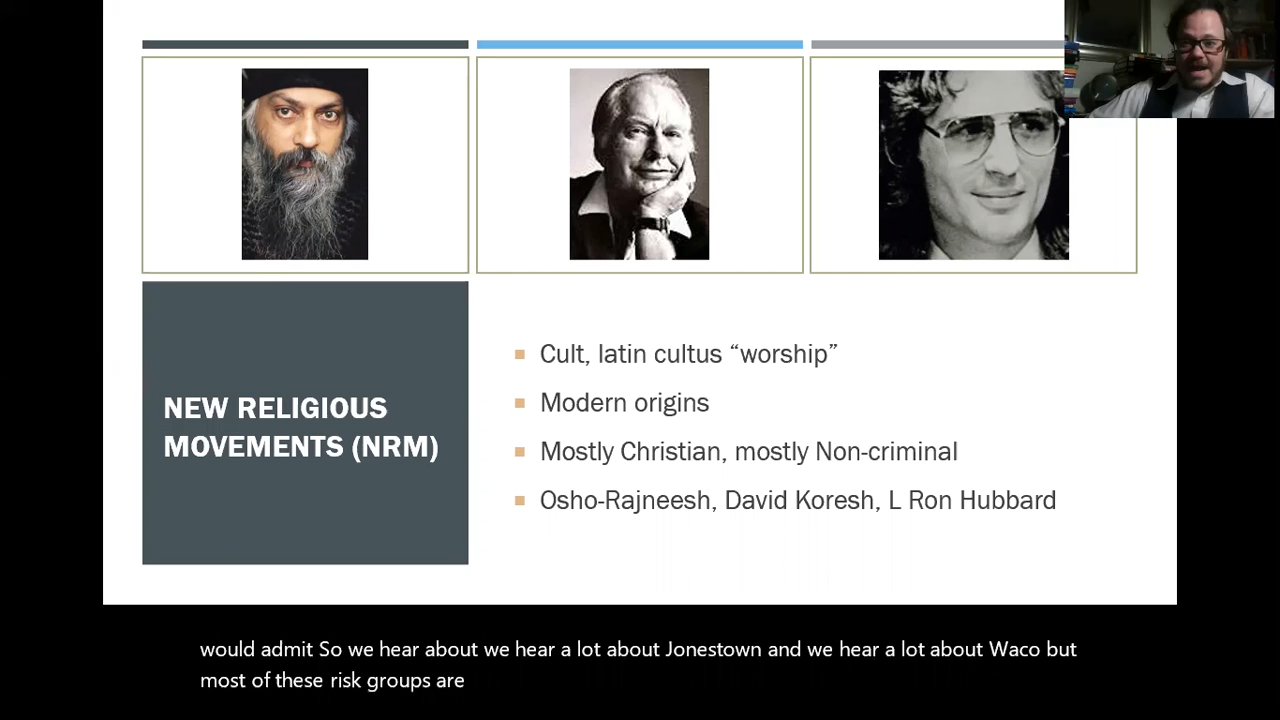 NEW RELIGIOUS
MOVEMENTS (NRM)
Cult, latin cultus “worship”
Modern origins
Mostly Christian, mostly Non-criminal
Osho-Rajneesh, David Koresh, L Ron Hubbard
would admit So we hear about we hear a lot about Jonestown and we hear a lot about Waco but
most of these risk groups are